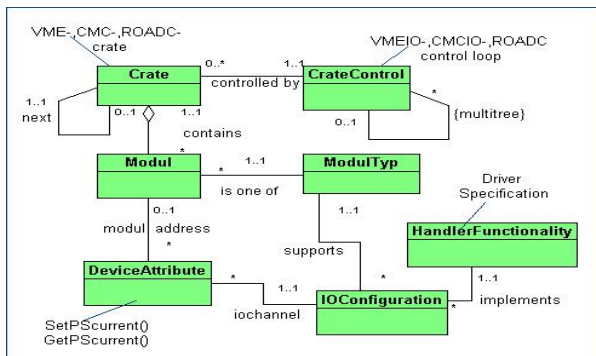 VME-,CMC-,ROADC-
crate
VMEIO-,CMCIO-,ROADC
control loop
0..*
1..1
Crate
controlled by
CrateControl
1..1
next
0..1
1..1
contains
*
0..1
*
{multitree}
Modul
*
1..1
is one of
ModulTyp
Driver
Specification
0..1
modul address
*
1..1
supports
*
HandlerFunctionality
DeviceAttribute
*
1..1
iochannel
IOConfiguration
1..1
*
implements
SetPScurrent()
GetPScurrent()